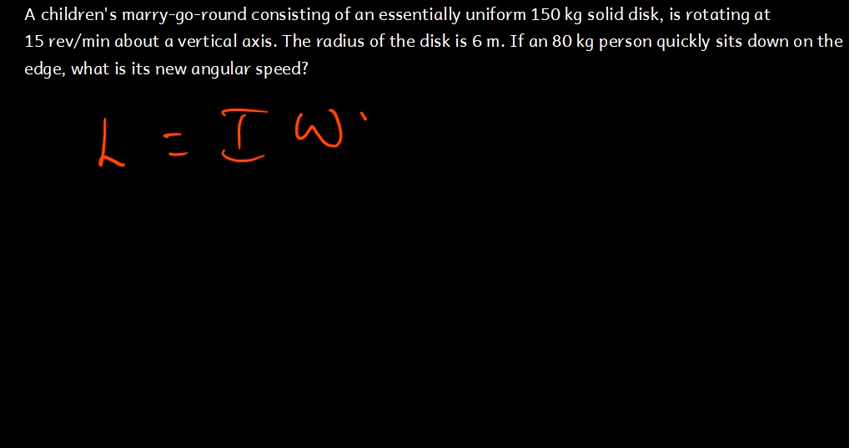 A children's marry-go-round consisting of an essentially uniform 150 kg solid disk, is rotating at
15 rev/min about a vertical axis. The radius of the disk is 6 m. If an 80 kg person quickly sits down on the
edge, what is its new angular speed?
L = I ω